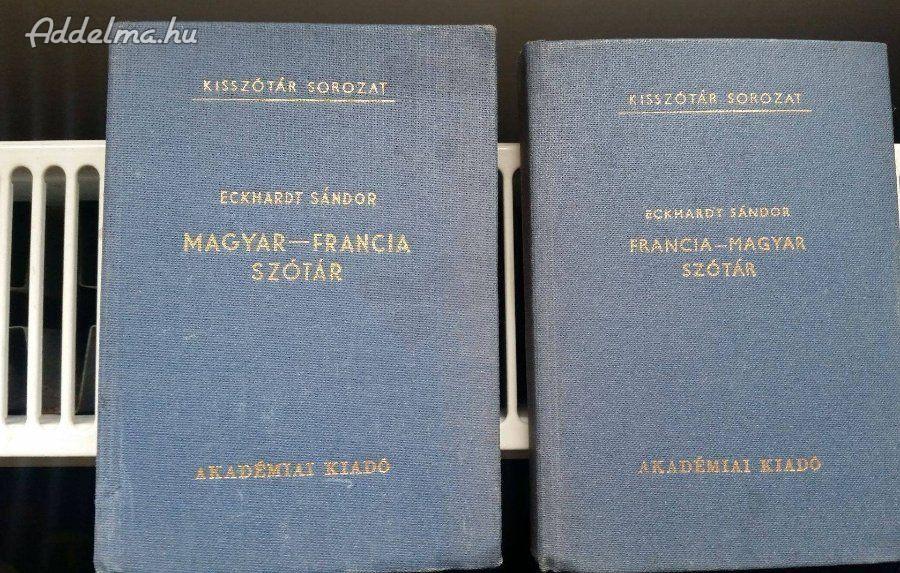 Addelma.hu
KISSZÓTÁR SOROZAT
ECKHARDT SÁNDOR
MAGYAR—FRANCIA
SZÓTÁR
AKADÉMIAI KIADÓ
KISSZÓTÁR SOROZAT
ECKHARDT SÁNDOR
FRANCIA—MAGYAR
SZÓTÁR
AKADÉMIAI KIADÓ